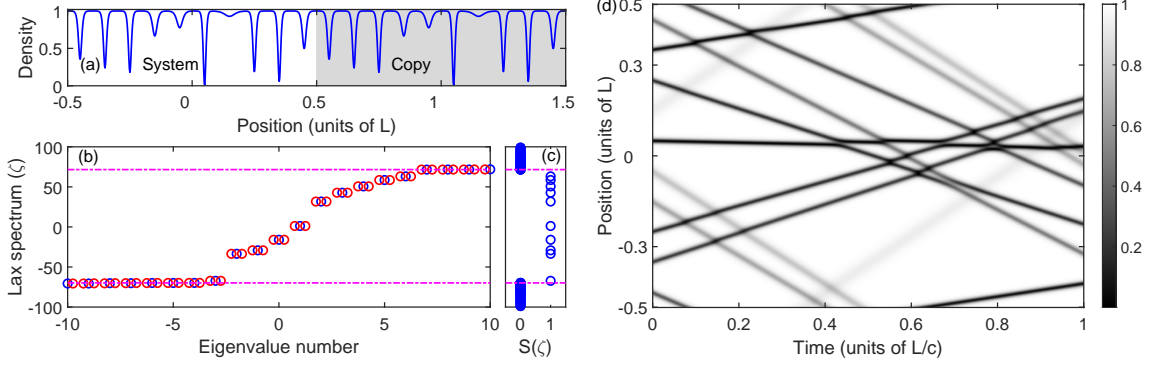 (a)
System
Copy
Density
1
0.5
0
-0.5
0
0.5
1
1.5
Position (units of L)
(b)
Lax spectrum (ζ)
100
50
0
-50
-100
-10
-5
0
5
10
Eigenvalue number
(c)
0
1
S(ζ)
(d)
Position (units of L)
0.5
0.3
0
-0.3
-0.5
0
0.2
0.4
0.6
0.8
1
Time (units of L/c)
1
0.8
0.6
0.4
0.2